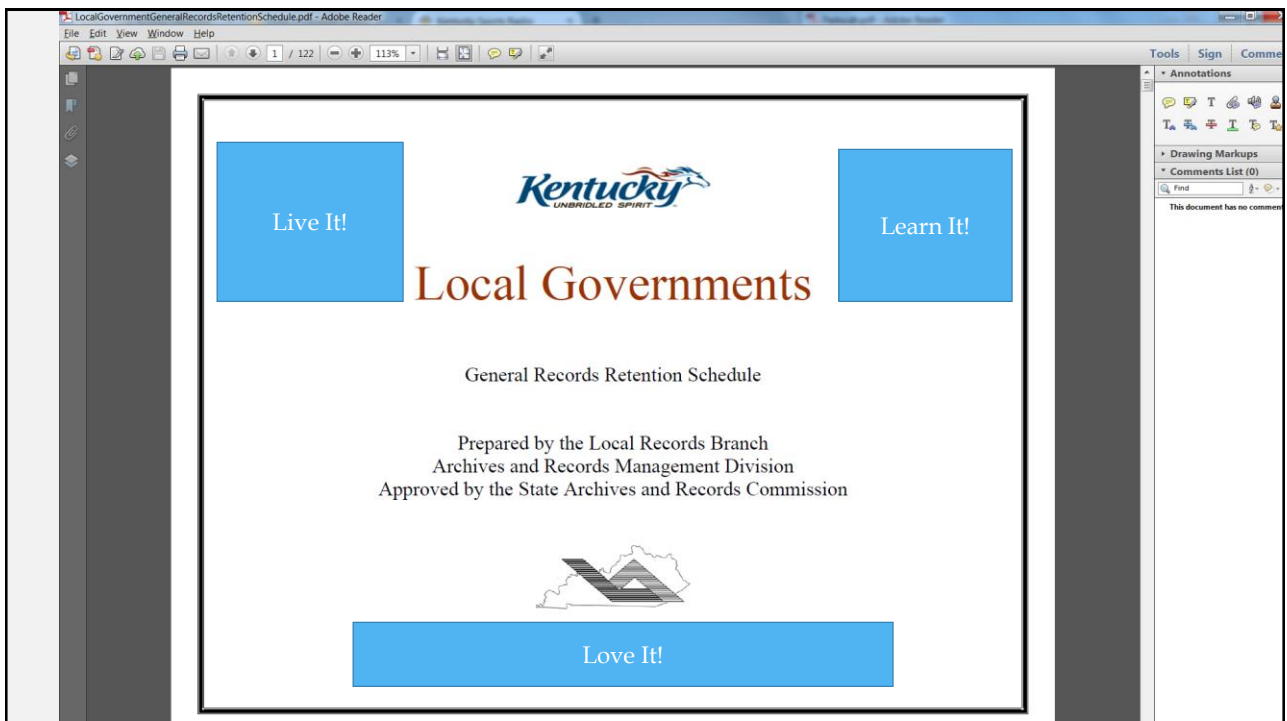 LocalGovernmentGeneralRecordsRetentionSchedule.pdf - Adobe Reader
File Edit View Window Help
1 / 122 113%
Tools Sign Comme
Annotations
Drawing Markups
Comments List (0)
Find
This document has no commen
Live It!
Kentucky
UNBRIDLED SPIRIT
Learn It!
Local Governments
General Records Retention Schedule
Prepared by the Local Records Branch
Archives and Records Management Division
Approved by the State Archives and Records Commission
Love It!